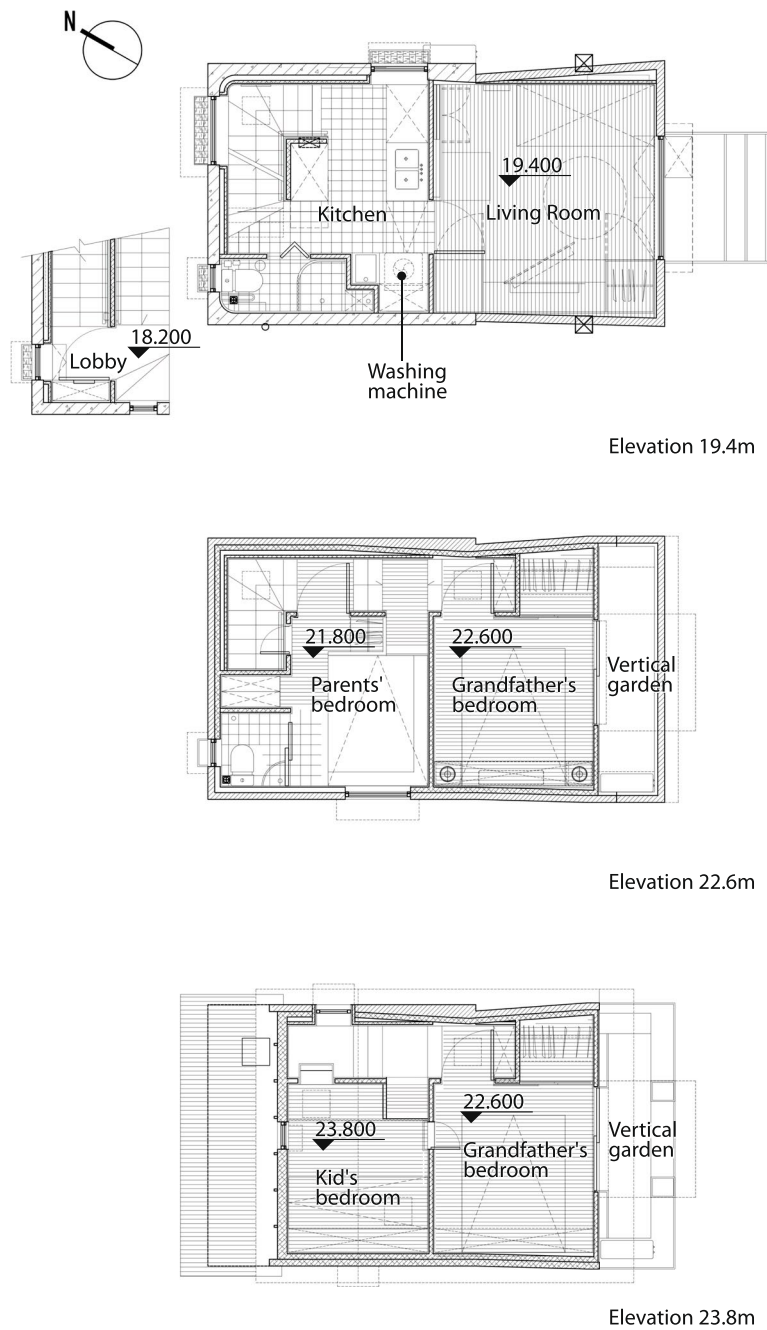 N
19.400
Kitchen
Living Room
18.200
Lobby
Washing
machine
Elevation 19.4m
21.800
22.600
Parents'
bedroom
Grandfather's
bedroom
Vertical
garden
Elevation 22.6m
22.600
23.800
Grandfather's
bedroom
Vertical
garden
Kid's
bedroom
Elevation 23.8m